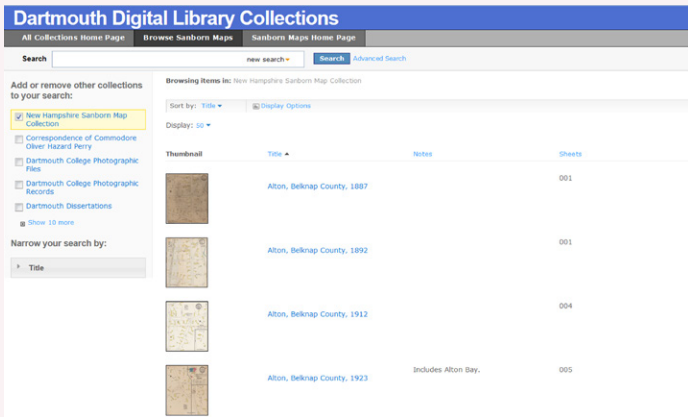 Dartmouth Digital Library Collections
All Collections Home Page Browse Sanborn Maps Sanborn Maps Home Page
Search new search Search Advanced Search
Add or remove other collections
to your search:
New Hampshire Sanborn Map
Collection
Correspondence of Commodore
Oliver Hazard Perry
Dartmouth College Photographic
Files
Dartmouth College Photographic
Records
Dartmouth Dissertations
Show 10 more
Narrow your search by:
Title
Browsing items in: New Hampshire Sanborn Map Collection
Sort by: Title Display Options
Display: 50
Thumbnail Title Notes Sheets
Alton, Belknap County, 1887 001
Alton, Belknap County, 1892 001
Alton, Belknap County, 1912 004
Alton, Belknap County, 1923 Includes Alton Bay. 005